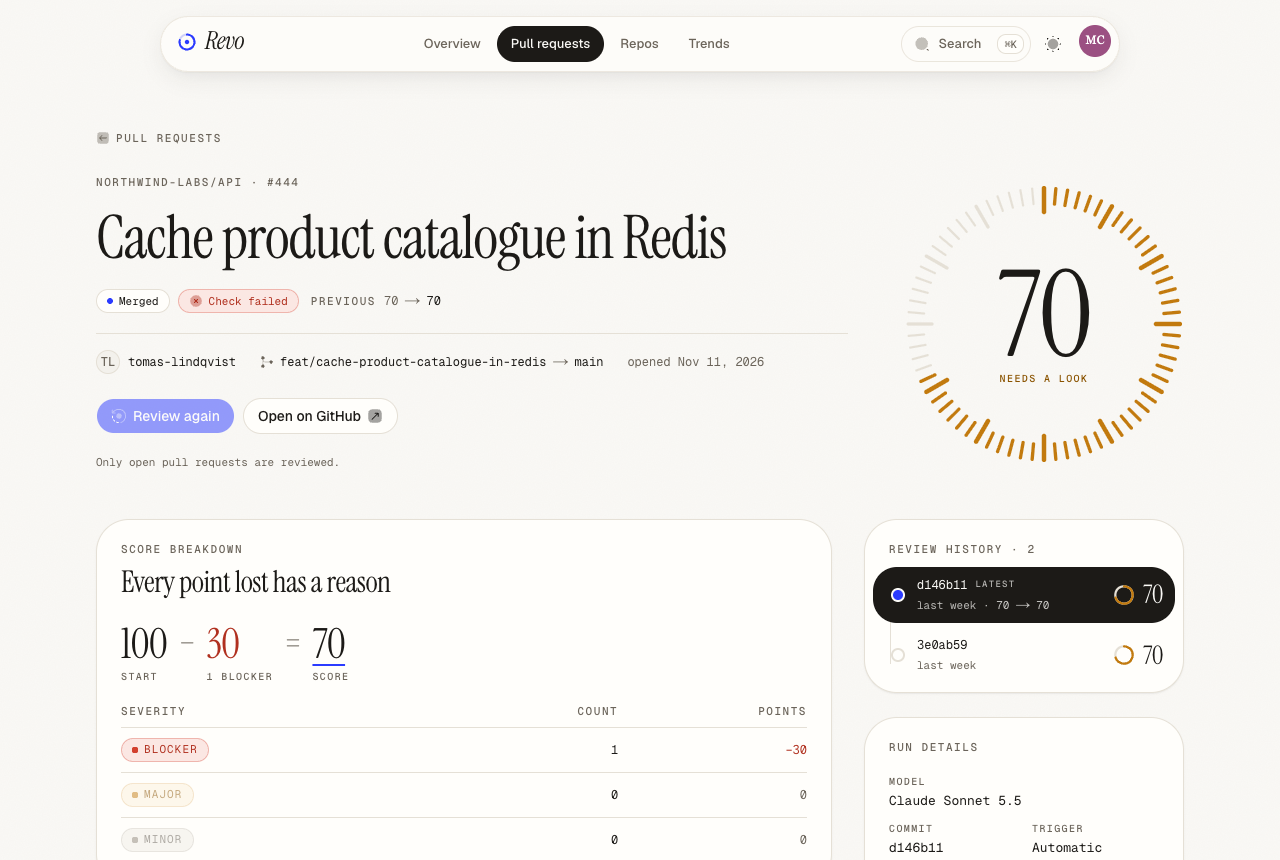 Revo
Overview
Pull requests
Repos
Trends
Search
⌘K
MC
PULL REQUESTS
NORTHWIND-LABS/API · #444
Cache product catalogue in Redis
Merged
Check failed
PREVIOUS 70 → 70
TL
tomas-lindqvist
feat/cache-product-catalogue-in-redis → main
opened Nov 11, 2026
Review again
Open on GitHub
Only open pull requests are reviewed.
70
NEEDS A LOOK
SCORE BREAKDOWN
Every point lost has a reason
100 − 30 = 70
START 1 BLOCKER SCORE
SEVERITY COUNT POINTS
BLOCKER 1 −30
MAJOR 0 0
MINOR 0 0
REVIEW HISTORY · 2
d146b11 LATEST
last week · 70 → 70
70
3e0ab59
last week
70
RUN DETAILS
MODEL
Claude Sonnet 5.5
COMMIT TRIGGER
d146b11 Automatic